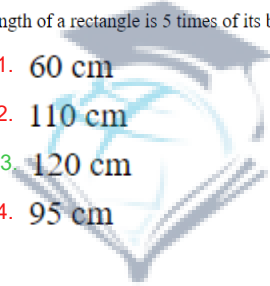 ngth of a rectangle is 5 times of its
1. 60 cm
2. 110 cm
3. 120 cm
4. 95 cm